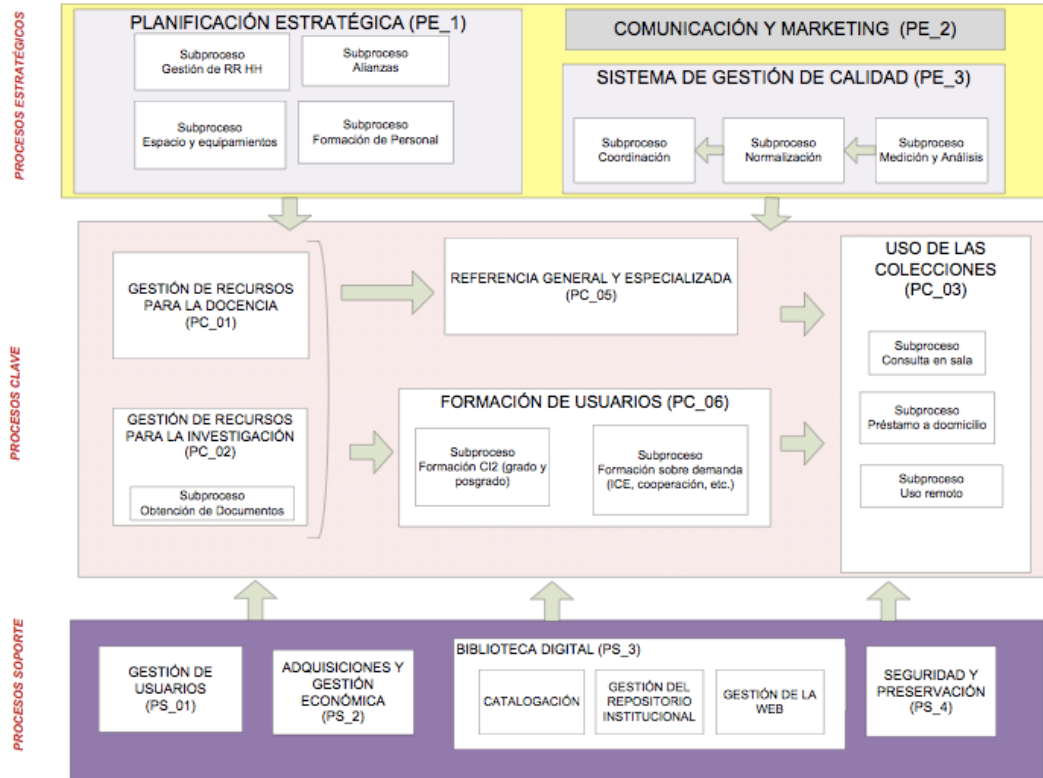 PROCESOS ESTRATÉGICOS
PLANIFICACIÓN ESTRATÉGICA (PE_1)
Subproceso
Gestión de RR HH
Subproceso
Alianzas
Subproceso
Espacio y equipamientos
Subproceso
Formación de Personal
COMUNICACIÓN Y MARKETING (PE_2)
SISTEMA DE GESTIÓN DE CALIDAD (PE_3)
Subproceso
Coordinación
Subproceso
Normalización
Subproceso
Medición y Análisis
PROCESOS CLAVE
GESTIÓN DE RECURSOS
PARA LA DOCENCIA
(PC_01)
GESTIÓN DE RECURSOS
PARA LA INVESTIGACIÓN
(PC_02)
Subproceso
Obtención de Documentos
REFERENCIA GENERAL Y ESPECIALIZADA
(PC_05)
FORMACIÓN DE USUARIOS (PC_06)
Subproceso
Formación CI2 (grado y
posgrado)
Subproceso
Formación sobre demanda
(ICE, cooperación, etc.)
USO DE LAS
COLECCIONES
(PC_03)
Subproceso
Consulta en sala
Subproceso
Préstamo a docmicilio
Subproceso
Uso remoto
PROCESOS SOPORTE
GESTIÓN DE
USUARIOS
(PS_01)
ADQUISICIONES Y
GESTIÓN
ECONÓMICA
(PS_2)
BIBLIOTECA DIGITAL (PS_3)
CATALOGACIÓN
GESTIÓN DEL
REPOSITORIO
INSTITUCIONAL
GESTIÓN DE LA
WEB
SEGURIDAD Y
PRESERVACIÓN
(PS_4)